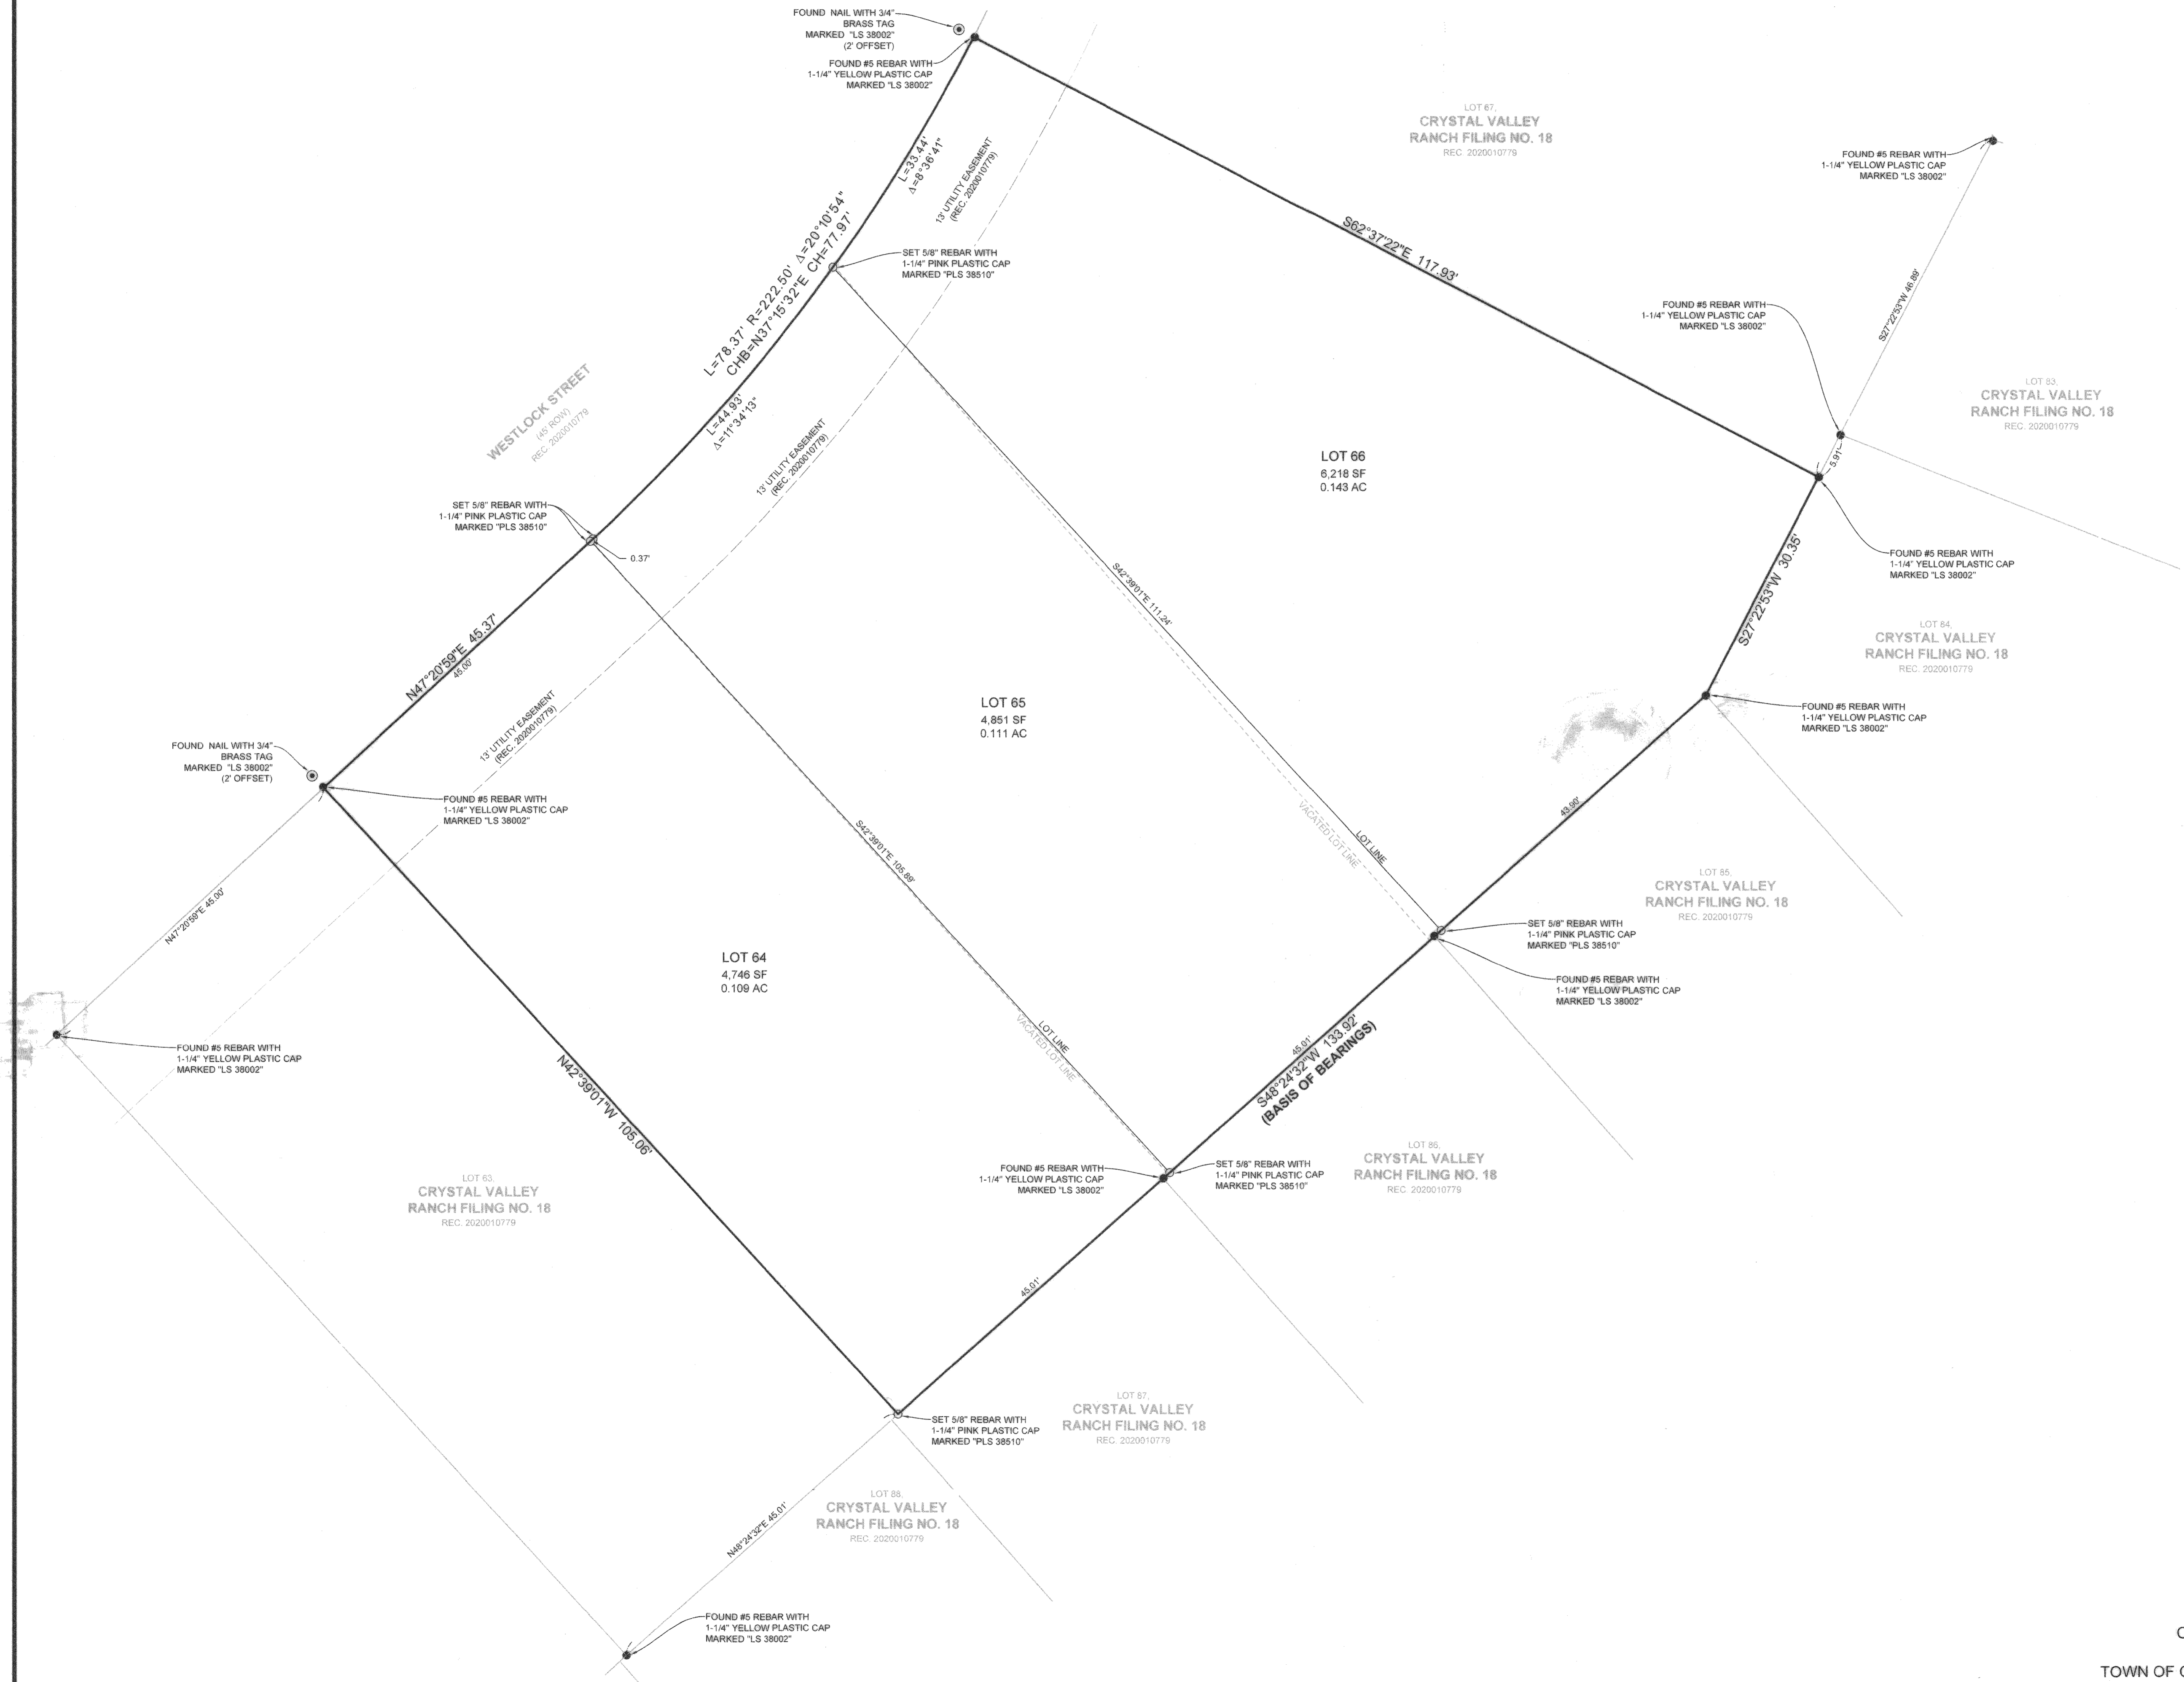 FOUND NAIL WITH 3/4"
BRASS TAG
MARKED "LS 38002"
(2' OFFSET)
FOUND #5 REBAR WITH
1-1/4" YELLOW PLASTIC CAP
MARKED "LS 38002"
L=33.44'
Δ=8°36'41"
13' UTILITY EASEMENT
(REC. 2020010779)
LOT 67,
CRYSTAL VALLEY
RANCH FILING NO. 18
REC. 2020010779
FOUND #5 REBAR WITH
1-1/4" YELLOW PLASTIC CAP
MARKED "LS 38002"
L=78.37' R=222.50' Δ=20°10'54"
CHB=N37°15'32"E CH=77.97'
SET 5/8" REBAR WITH
1-1/4" PINK PLASTIC CAP
MARKED "PLS 38510"
S62°37'22"E 117.93'
S27°22'53"W 46.89'
FOUND #5 REBAR WITH
1-1/4" YELLOW PLASTIC CAP
MARKED "LS 38002"
WESTLOCK STREET
(45' ROW)
REC. 2020010779
L=44.93'
Δ=11°34'13"
13' UTILITY EASEMENT
(REC. 2020010779)
LOT 83,
CRYSTAL VALLEY
RANCH FILING NO. 18
REC. 2020010779
5.91'
LOT 66
6,218 SF
0.143 AC
SET 5/8" REBAR WITH
1-1/4" PINK PLASTIC CAP
MARKED "PLS 38510"
0.37'
FOUND #5 REBAR WITH
1-1/4" YELLOW PLASTIC CAP
MARKED "LS 38002"
S42°39'01"E 111.24'
S27°22'53"W 30.35'
LOT 84,
CRYSTAL VALLEY
RANCH FILING NO. 18
REC. 2020010779
N47°20'59"E 45.37'
45.00'
13' UTILITY EASEMENT
(REC. 2020010779)
LOT 65
4,851 SF
0.111 AC
FOUND #5 REBAR WITH
1-1/4" YELLOW PLASTIC CAP
MARKED "LS 38002"
FOUND NAIL WITH 3/4"
BRASS TAG
MARKED "LS 38002"
(2' OFFSET)
FOUND #5 REBAR WITH
1-1/4" YELLOW PLASTIC CAP
MARKED "LS 38002"
43.90'
VACATED LOT LINE
LOT LINE
S42°39'01"E 105.89'
LOT 85,
CRYSTAL VALLEY
RANCH FILING NO. 18
REC. 2020010779
N47°20'59"E 45.00'
SET 5/8" REBAR WITH
1-1/4" PINK PLASTIC CAP
MARKED "PLS 38510"
LOT 64
4,746 SF
0.109 AC
FOUND #5 REBAR WITH
1-1/4" YELLOW PLASTIC CAP
MARKED "LS 38002"
LOT LINE
VACATED LOT LINE
45.01'
S48°24'32"W 133.92'
(BASIS OF BEARINGS)
FOUND #5 REBAR WITH
1-1/4" YELLOW PLASTIC CAP
MARKED "LS 38002"
N42°39'01"W 105.06'
LOT 86,
CRYSTAL VALLEY
RANCH FILING NO. 18
REC. 2020010779
FOUND #5 REBAR WITH
1-1/4" YELLOW PLASTIC CAP
MARKED "LS 38002"
SET 5/8" REBAR WITH
1-1/4" PINK PLASTIC CAP
MARKED "PLS 38510"
LOT 63,
CRYSTAL VALLEY
RANCH FILING NO. 18
REC. 2020010779
45.01'
LOT 87,
CRYSTAL VALLEY
RANCH FILING NO. 18
REC. 2020010779
SET 5/8" REBAR WITH
1-1/4" PINK PLASTIC CAP
MARKED "PLS 38510"
LOT 88,
CRYSTAL VALLEY
RANCH FILING NO. 18
REC. 2020010779
N48°24'32"E 45.01'
FOUND #5 REBAR WITH
1-1/4" YELLOW PLASTIC CAP
MARKED "LS 38002"
TOWN OF